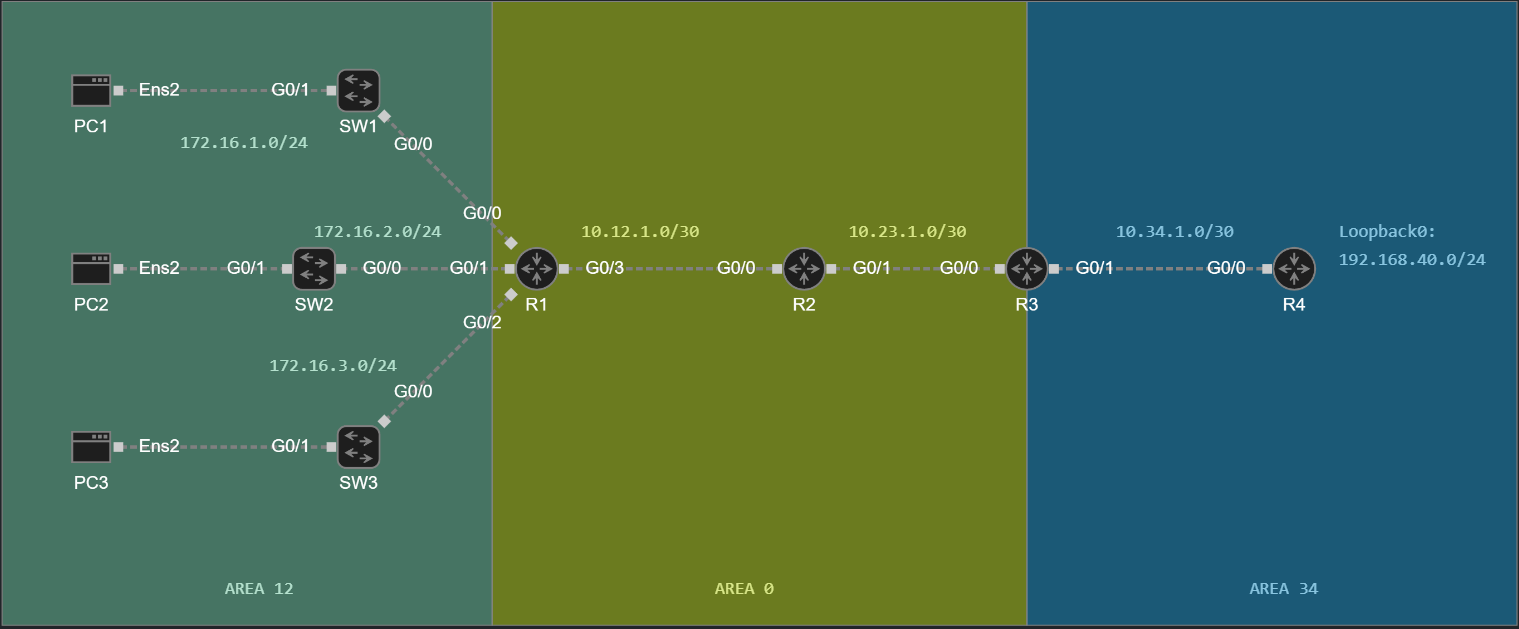 Ens2
G0/1
PC1
SW1
172.16.1.0/24
G0/0
G0/0
172.16.2.0/24
10.12.1.0/30
10.23.1.0/30
10.34.1.0/30
Loopback0:
192.168.40.0/24
Ens2
G0/1
G0/0
G0/1
G0/3
G0/0
G0/1
G0/0
G0/1
G0/0
PC2
SW2
R1
R2
R3
R4
G0/2
172.16.3.0/24
G0/0
Ens2
G0/1
PC3
SW3
AREA 12
AREA 0
AREA 34